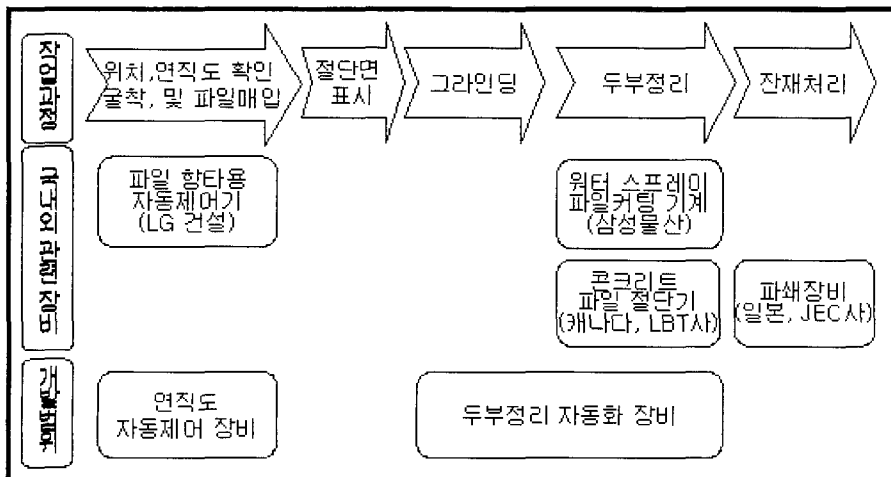 작업과정
위치,연직도 확인
굴착, 및 파일매입
절단면
표시
그라인딩
두부정리
잔재처리
국내외 관련 장비
파일 항타용
자동제어기
(LG 건설)
워터 스프레이
파일커팅 기계
(삼성물산)
콘크리트
파일 절단기
(캐나다, LBT사)
파쇄장비
(일본, JEC사)
개발범위
연직도
자동제어 장비
두부정리 자동화 장비